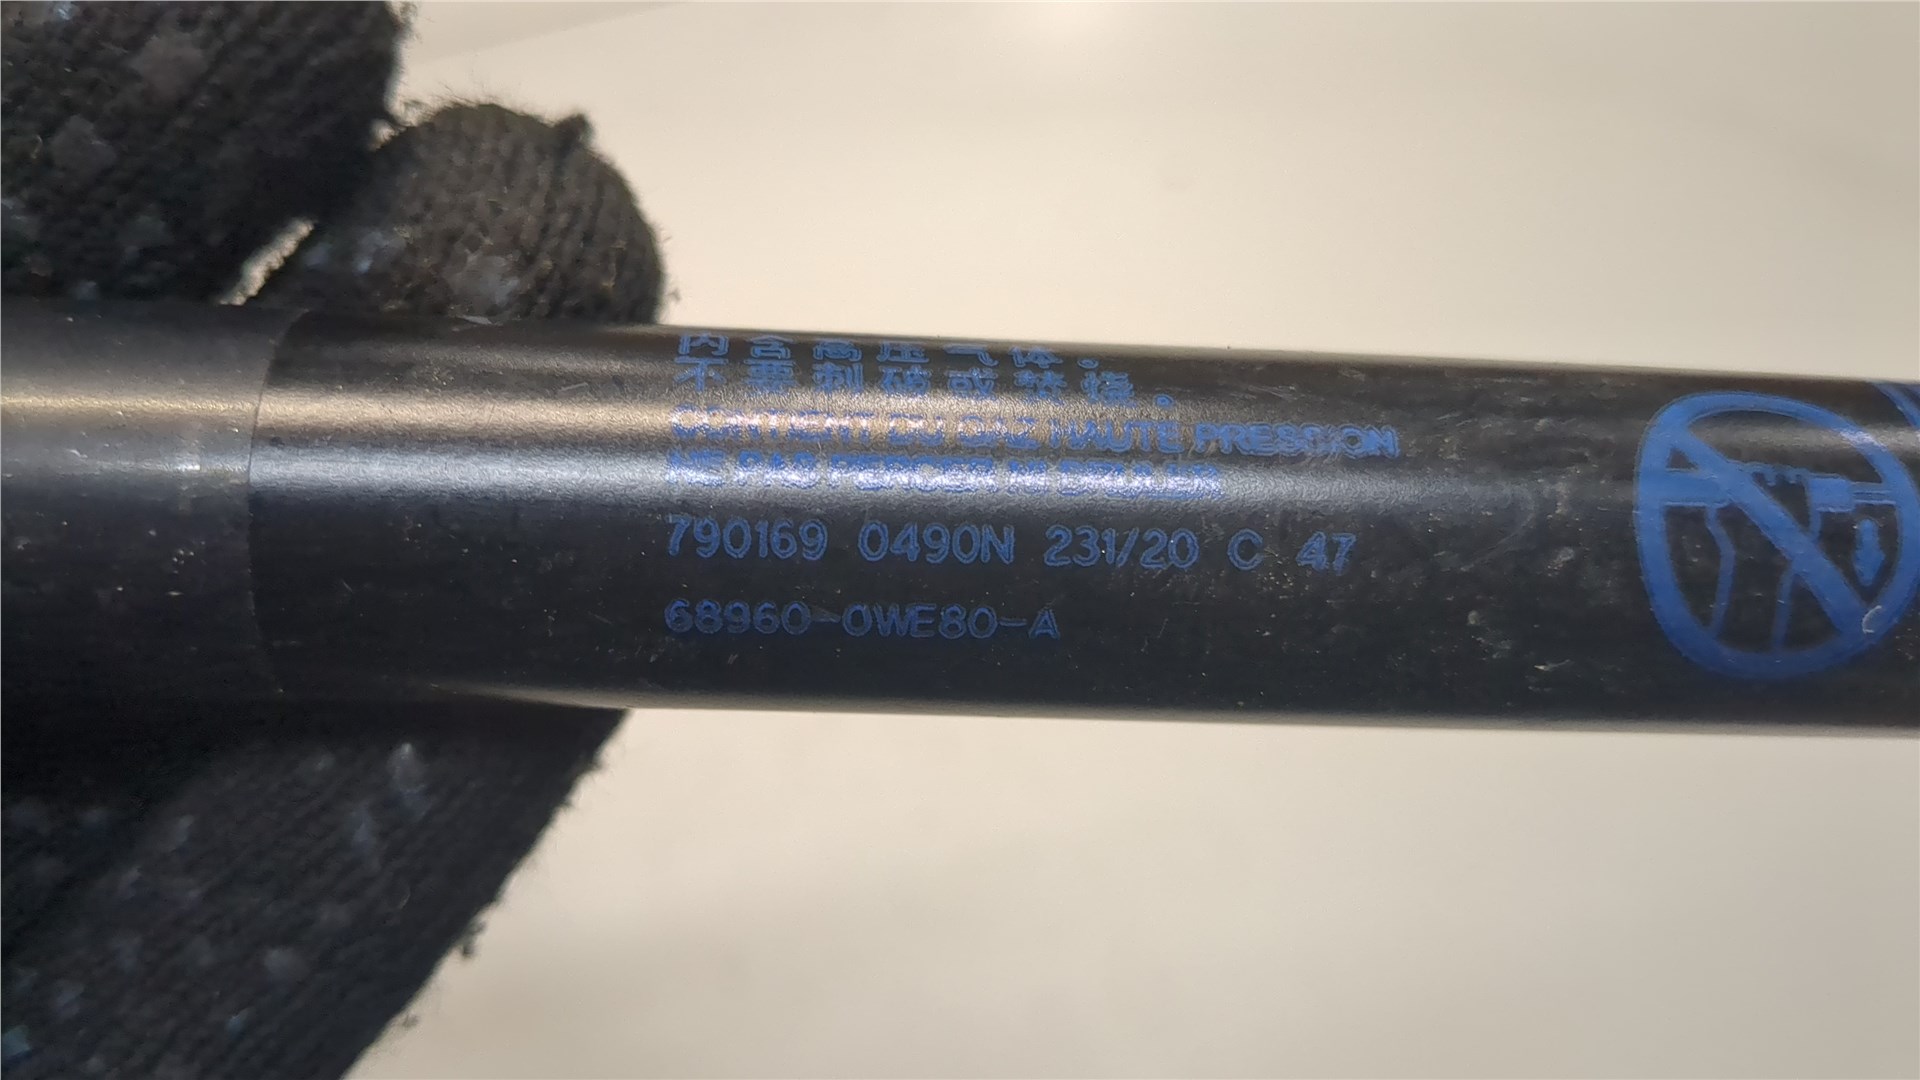 内含高压气体。
不要刺破或焚烧。
CONTIENT DU GAZ HAUTE PRESSION
NE PAS PERCER NI BRULER
790169 0490N 231/20 C 47
68960-0WE80-A